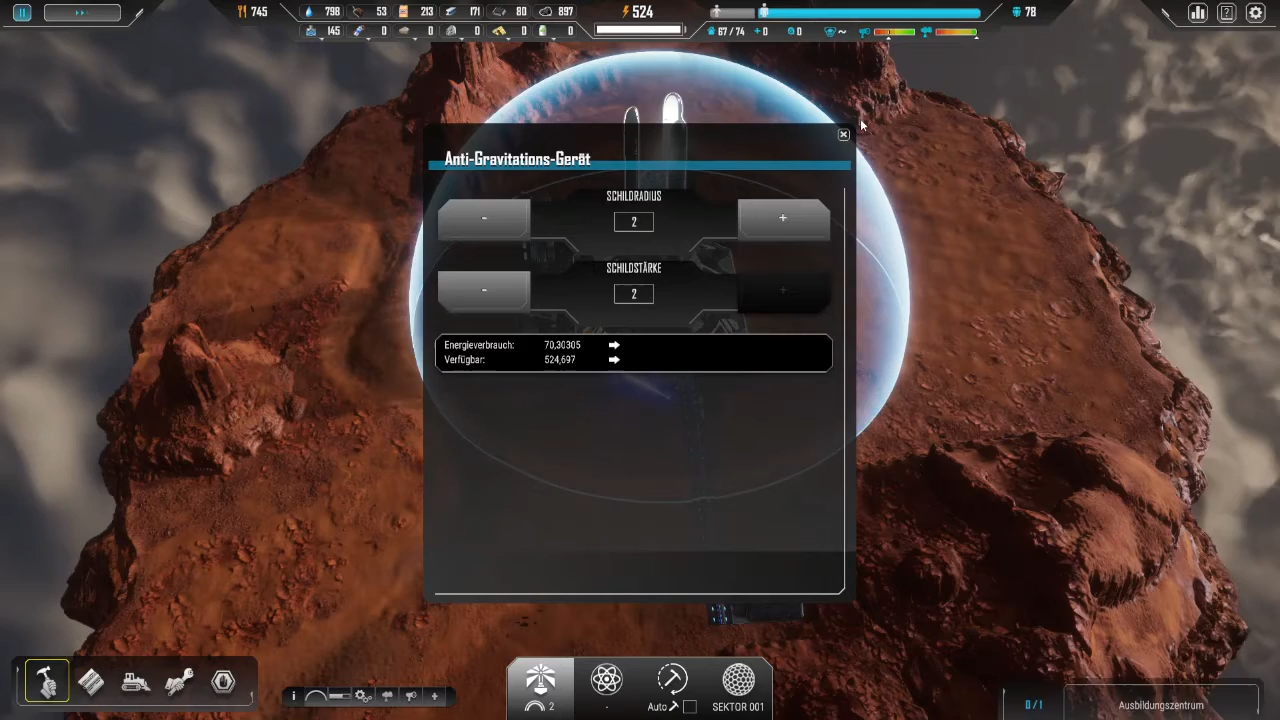 745 798 53 213 171 80 897 524 78
145 0 0 0 0 0 67 / 74 0 0
Anti-Gravitations-Gerät
SCHILDRADIUS
- 2 +
SCHILDSTÄRKE
- 2 +
Energieverbrauch: 70,30305
Verfügbar: 524,697
2 - Auto SEKTOR 001
0 / 1 Ausbildungszentrum